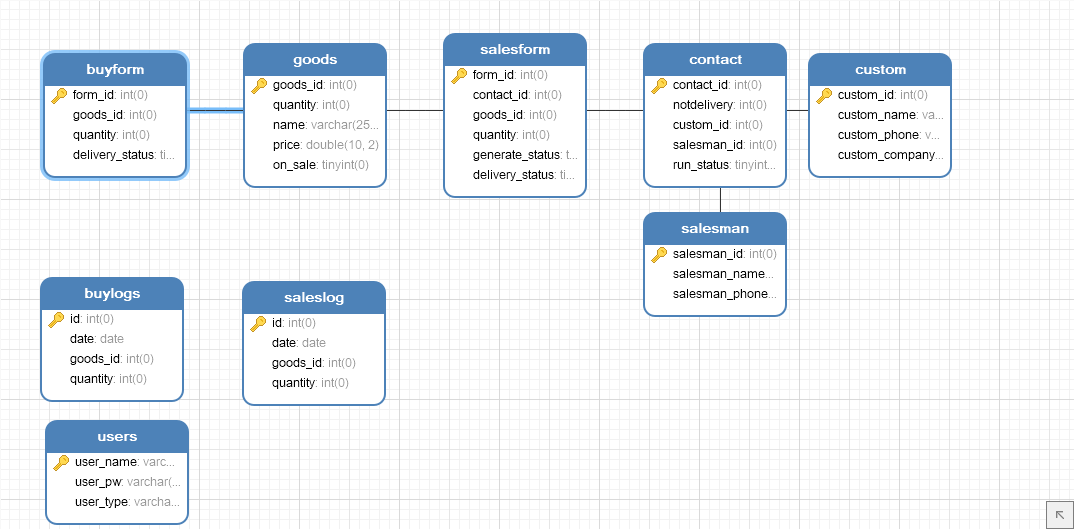 buyform
form_id: int(0)
goods_id: int(0)
quantity: int(0)
delivery_status: ti...
goods
goods_id: int(0)
quantity: int(0)
name: varchar(25...
price: double(10, 2)
on_sale: tinyint(0)
salesform
form_id: int(0)
contact_id: int(0)
goods_id: int(0)
quantity: int(0)
generate_status: t...
delivery_status: ti...
contact
contact_id: int(0)
notdelivery: int(0)
custom_id: int(0)
salesman_id: int(0)
run_status: tinyint...
custom
custom_id: int(0)
custom_name: va...
custom_phone: v...
custom_company...
salesman
salesman_id: int(0)
salesman_name...
salesman_phone...
buylogs
id: int(0)
date: date
goods_id: int(0)
quantity: int(0)
saleslog
id: int(0)
date: date
goods_id: int(0)
quantity: int(0)
users
user_name: varc...
user_pw: varchar(...
user_type: varcha...